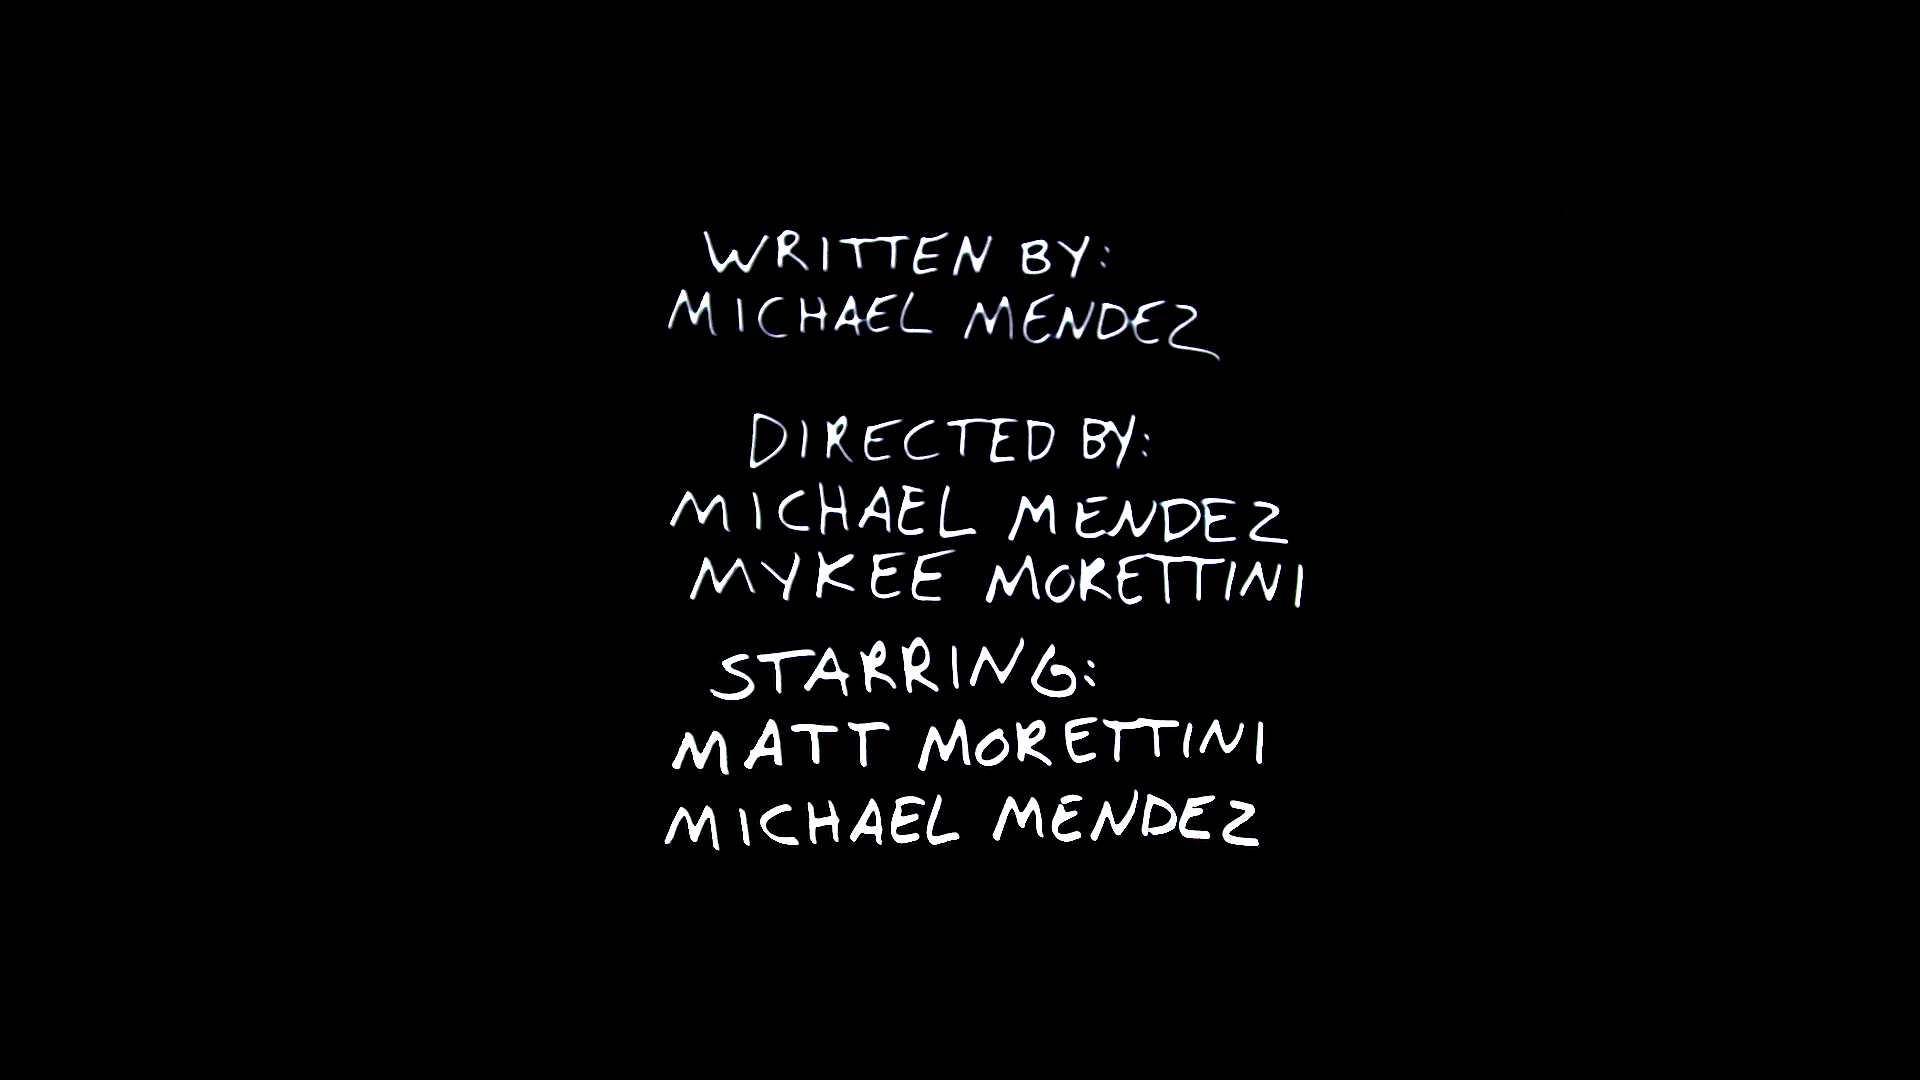 WRITTEN BY:
MICHAEL MENDEZ
DIRECTED BY:
MICHAEL MENDEZ
MYKEE MORETTINI
STARRING:
MATT MORETTINI
MICHAEL MENDEZ